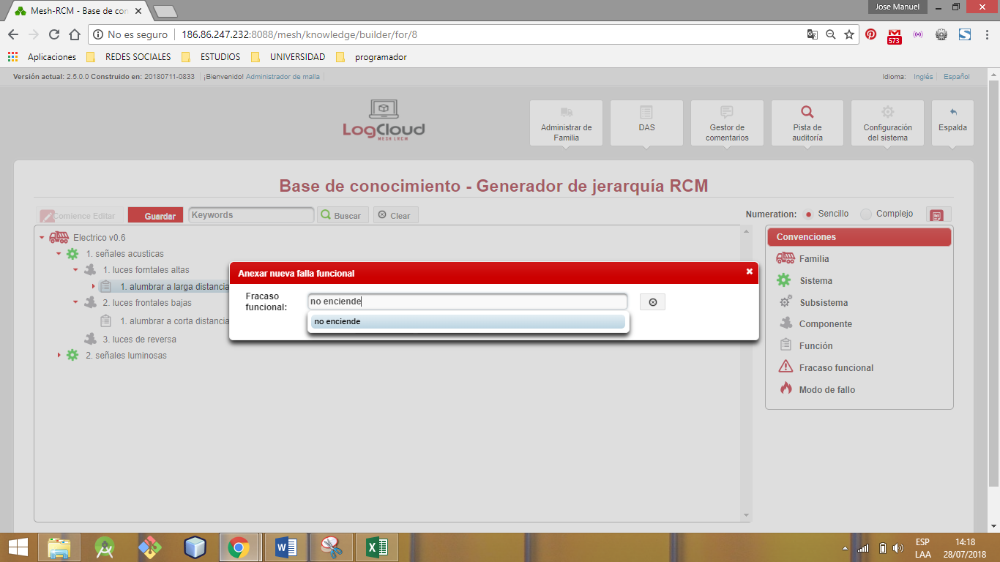 Mesh-RCM - Base de con
Jose Manuel
No es seguro 186.86.247.232:8088/mesh/knowledge/builder/for/8
573
Aplicaciones REDES SOCIALES ESTUDIOS UNIVERSIDAD programador
Versión actual: 2.5.0.0 Construido en: 20180711-0833 ¡Bienvenido! Administrador de malla
Idioma: Inglés Español
LogCloud
MESH LRCM
Administrar de
Familia
DAS
Gestor de
comentarios
Pista de
auditoría
Configuración
del sistema
Espalda
Base de conocimiento - Generador de jerarquía RCM
Comience Editar Guardar Keywords Buscar Clear
Numeration: Sencillo Complejo
Electrico v0.6
1. señales acusticas
1. luces forntales altas
1. alumbrar a larga distancia
2. luces frontales bajas
1. alumbrar a corta distancia
3. luces de reversa
2. señales luminosas
Anexar nueva falla funcional
Fracaso
funcional:
no enciende
no enciende
Convenciones
Familia
Sistema
Subsistema
Componente
Función
Fracaso funcional
Modo de fallo
ESP
LAA
14:18
28/07/2018